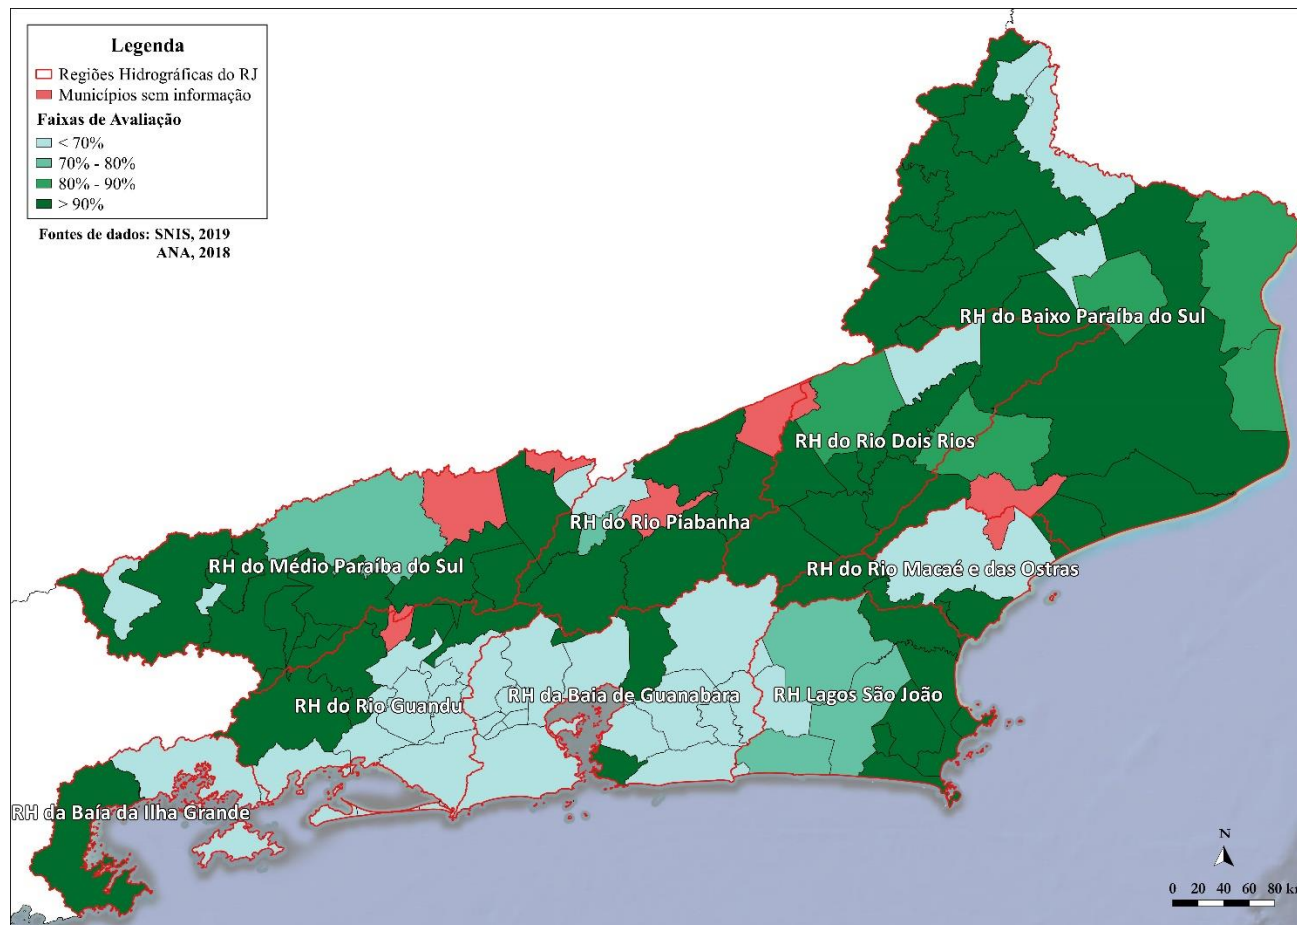 Legenda
Regiões Hidrográficas do RJ
Municípios sem informação
Faixas de Avaliação
< 70%
70% - 80%
80% - 90%
> 90%
Fontes de dados: SNIS, 2019
ANA, 2018
RH do Baixo Paraíba do Sul
RH do Rio Dois Rios
RH do Rio Piabanha
RH do Médio Paraíba do Sul
RH do Rio Macaé e das Ostras
RH da Baia de Guanabara
RH Lagos São João
RH do Rio Guandu
RH da Baía da Ilha Grande
N
0 20 40 60 80 km